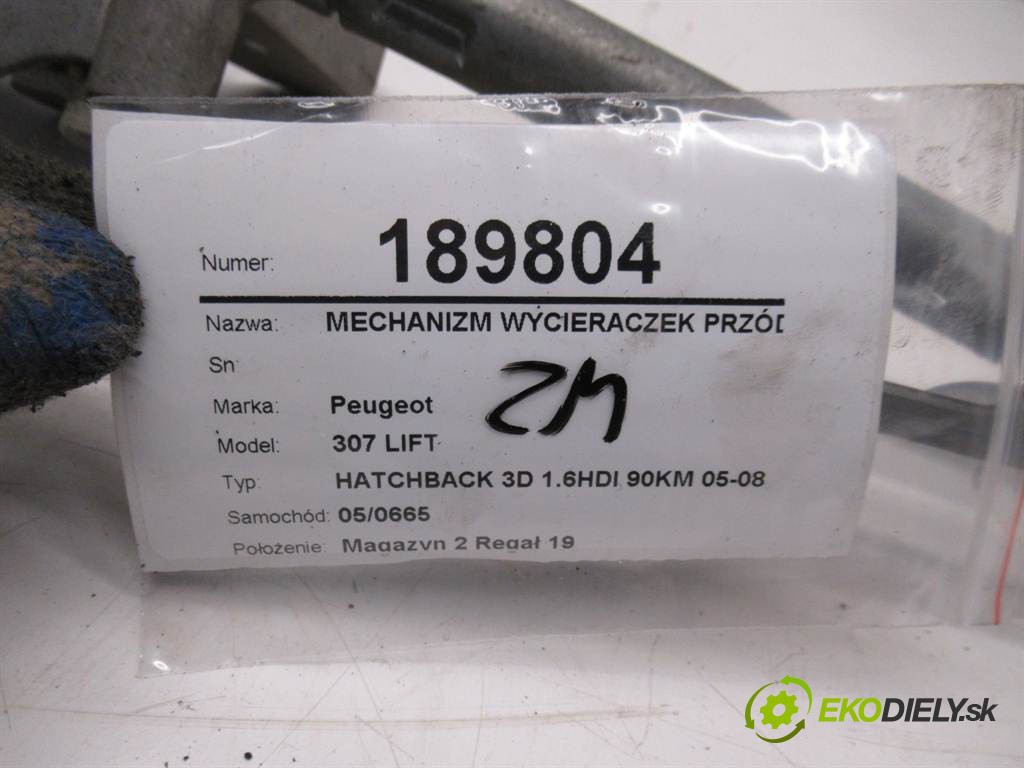 Numer: 189804
Nazwa: MECHANIZM WYCIERACZEK PRZÓD
Sn:
Marka: Peugeot
Model: 307 LIFT
Typ: HATCHBACK 3D 1.6HDI 90KM 05-08
Samochód: 05/0665
Położenie: Magazyn 2 Regał 19
ZM
EKODIELY.sk